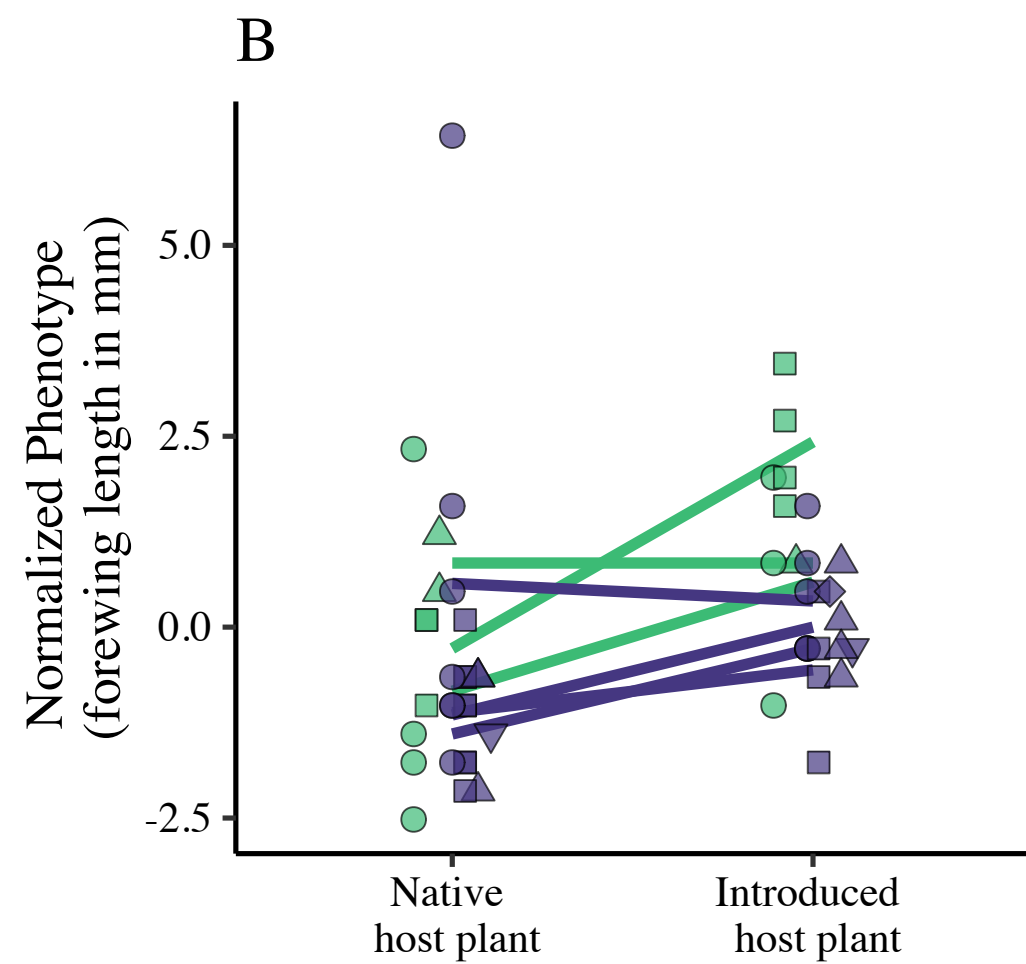 B
Normalized Phenotype
(forewing length in mm)
5.0
2.5
0.0
-2.5
Native
host plant
Introduced
host plant